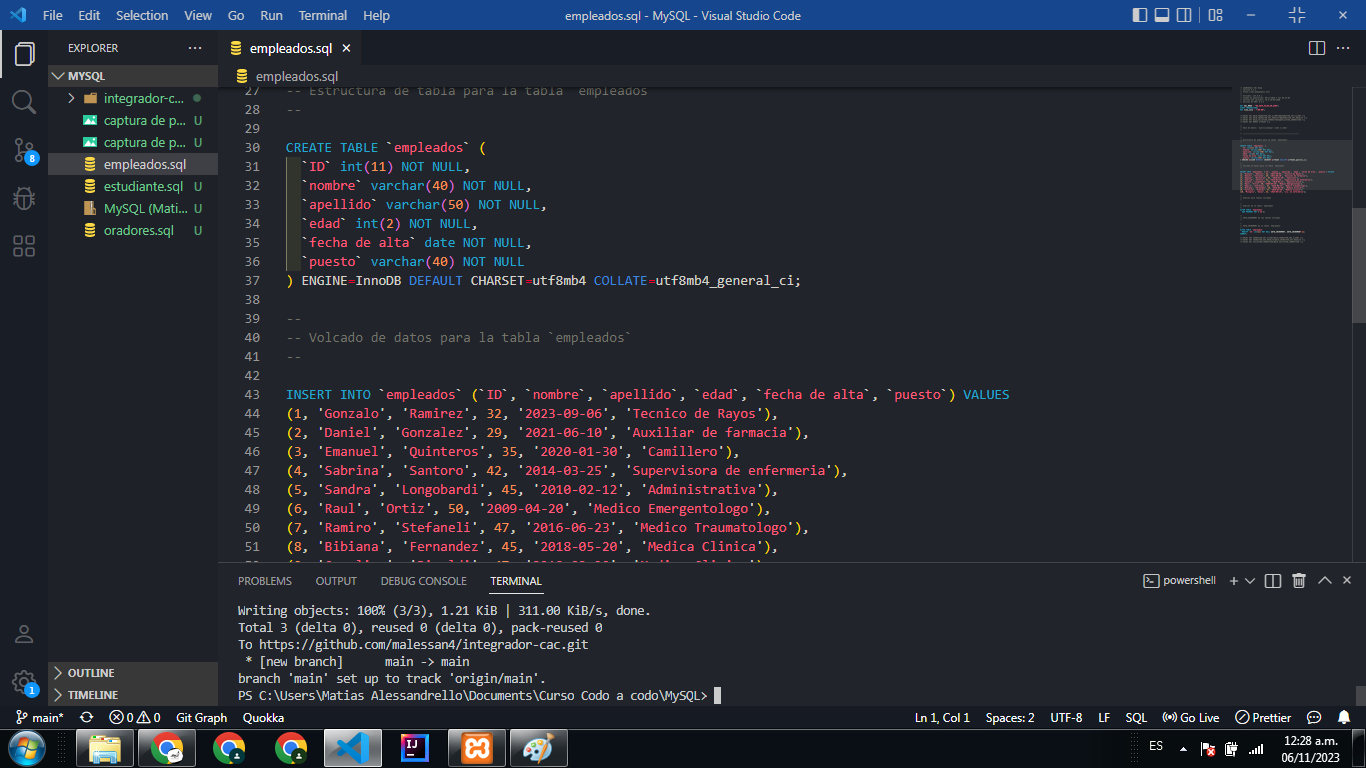 File Edit Selection View Go Run Terminal Help empleados.sql - MySQL - Visual Studio Code
EXPLORER
MYSQL
integrador-c...
captura de p... U
captura de p... U
empleados.sql
estudiante.sql U
MySQL (Mati... U
oradores.sql U
8
1
OUTLINE
TIMELINE
empleados.sql
empleados.sql
27 -- Estructura de tabla para la tabla `empleados`
28 --
29
30 CREATE TABLE `empleados` (
31 `ID` int(11) NOT NULL,
32 `nombre` varchar(40) NOT NULL,
33 `apellido` varchar(50) NOT NULL,
34 `edad` int(2) NOT NULL,
35 `fecha de alta` date NOT NULL,
36 `puesto` varchar(40) NOT NULL
37 ) ENGINE=InnoDB DEFAULT CHARSET=utf8mb4 COLLATE=utf8mb4_general_ci;
38
39 --
40 -- Volcado de datos para la tabla `empleados`
41 --
42
43 INSERT INTO `empleados` (`ID`, `nombre`, `apellido`, `edad`, `fecha de alta`, `puesto`) VALUES
44 (1, 'Gonzalo', 'Ramirez', 32, '2023-09-06', 'Tecnico de Rayos'),
45 (2, 'Daniel', 'Gonzalez', 29, '2021-06-10', 'Auxiliar de farmacia'),
46 (3, 'Emanuel', 'Quinteros', 35, '2020-01-30', 'Camillero'),
47 (4, 'Sabrina', 'Santoro', 42, '2014-03-25', 'Supervisora de enfermeria'),
48 (5, 'Sandra', 'Longobardi', 45, '2010-02-12', 'Administrativa'),
49 (6, 'Raul', 'Ortiz', 50, '2009-04-20', 'Medico Emergentologo'),
50 (7, 'Ramiro', 'Stefaneli', 47, '2016-06-23', 'Medico Traumatologo'),
51 (8, 'Bibiana', 'Fernandez', 45, '2018-05-20', 'Medica Clinica'),
PROBLEMS OUTPUT DEBUG CONSOLE TERMINAL powershell
Writing objects: 100% (3/3), 1.21 KiB | 311.00 KiB/s, done.
Total 3 (delta 0), reused 0 (delta 0), pack-reused 0
To https://github.com/malessan4/integrador-cac.git
* [new branch] main -> main
branch 'main' set up to track 'origin/main'.
PS C:\Users\Matias Alessandrello\Documents\Curso Codo a codo\MySQL>
main* 0 0 Git Graph Quokka Ln 1, Col 1 Spaces: 2 UTF-8 LF SQL Go Live Prettier
IJ
ES
12:28 a.m.
06/11/2023